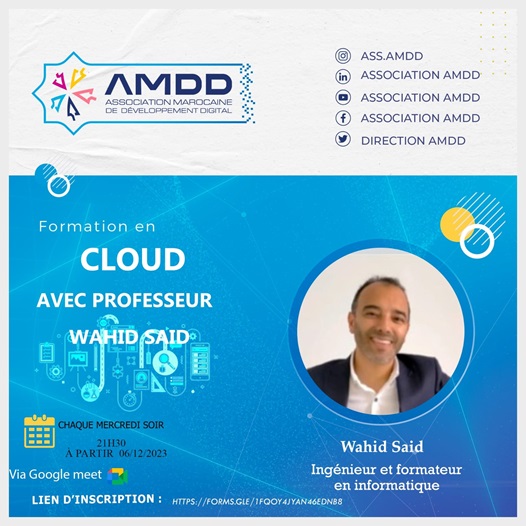 AMDD
ASSOCIATION MAROCAINE
DE DÉVELOPPEMENT DIGITAL
ASS.AMDD
ASSOCIATION AMDD
ASSOCIATION AMDD
ASSOCIATION AMDD
DIRECTION AMDD
Formation en
CLOUD
AVEC PROFESSEUR
WAHID SAID
CHAQUE MERCREDI SOIR
21H30
À PARTIR 06/12/2023
Via Google meet
LIEN D'INSCRIPTION : HTTPS://FORMS.GLE/1FQOY4JYAN46EDNB8
Wahid Said
Ingénieur et formateur
en informatique